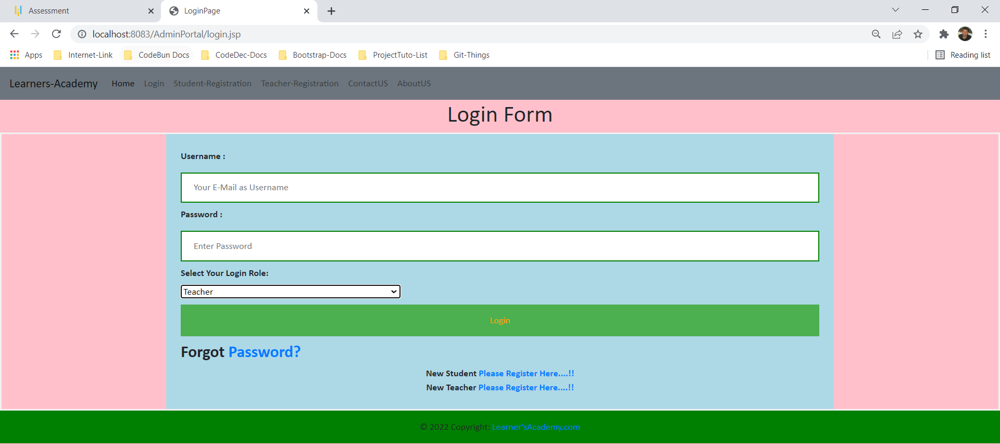 Assessment
LoginPage
localhost:8083/AdminPortal/login.jsp
Apps Internet-Link CodeBun Docs CodeDec-Docs Bootstrap-Docs ProjectTuto-List Git-Things Reading list
Learners-Academy Home Login Student-Registration Teacher-Registration ContactUS AboutUS
Login Form
Username :
Your E-Mail as Username
Password :
Enter Password
Select Your Login Role:
Teacher
Login
Forgot Password?
New Student Please Register Here....!!
New Teacher Please Register Here....!!
© 2022 Copyright: Learner'sAcademy.com